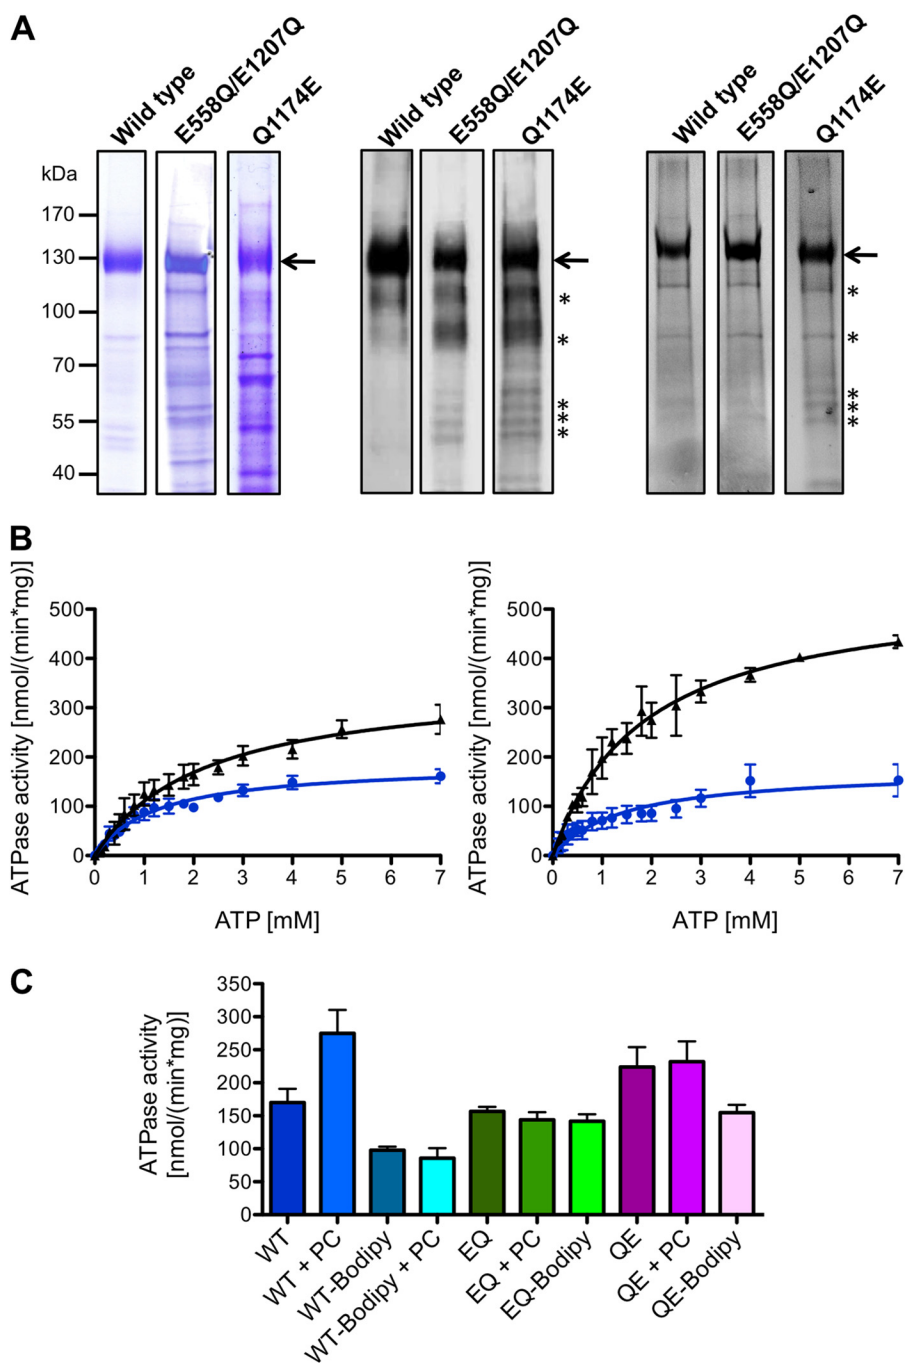 A
Wild type
E558Q/E1207Q
Q1174E
Wild type
E558Q/E1207Q
Q1174E
Wild type
E558Q/E1207Q
Q1174E
kDa
170
130
100
70
55
40
*
*
*
*
*
*
*
*
*
*
B
ATPase activity [nmol/(min*mg)]
500
400
300
200
100
0
0 1 2 3 4 5 6 7
ATP [mM]
ATPase activity [nmol/(min*mg)]
500
400
300
200
100
0
0 1 2 3 4 5 6 7
ATP [mM]
C
ATPase activity
[nmol/(min*mg)]
350
300
250
200
150
100
50
0
WT
WT + PC
WT-Bodipy
WT-Bodipy + PC
EQ
EQ + PC
EQ-Bodipy
QE
QE + PC
QE-Bodipy